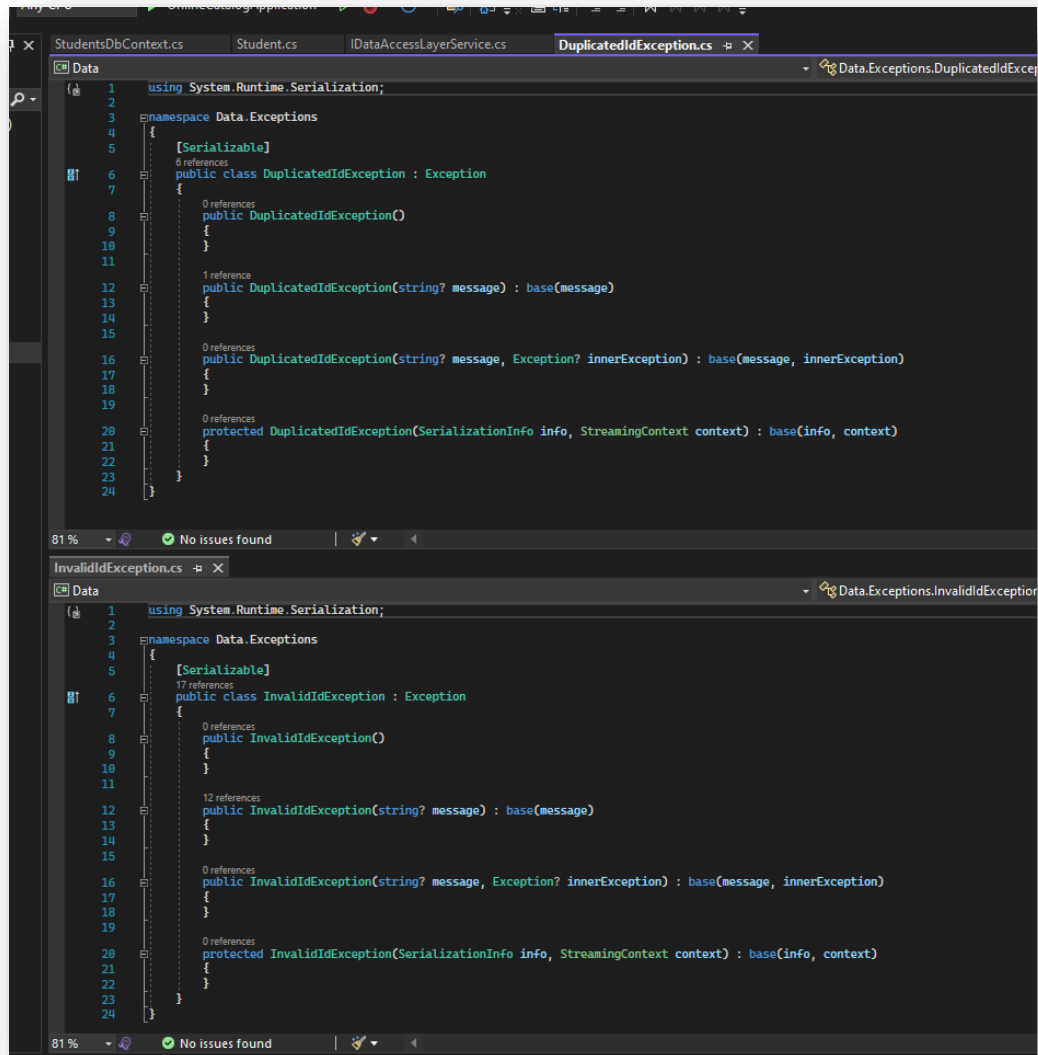 OnlineCatalogApplication
StudentsDbContext.cs Student.cs IDataAccessLayerService.cs DuplicatedIdException.cs
C# Data Data.Exceptions.DuplicatedIdExcep
1 using System.Runtime.Serialization;
2
3 namespace Data.Exceptions
4 {
5 [Serializable]
6 references
6 public class DuplicatedIdException : Exception
7 {
0 references
8 public DuplicatedIdException()
9 {
10 }
11
1 reference
12 public DuplicatedIdException(string? message) : base(message)
13 {
14 }
15
0 references
16 public DuplicatedIdException(string? message, Exception? innerException) : base(message, innerException)
17 {
18 }
19
0 references
20 protected DuplicatedIdException(SerializationInfo info, StreamingContext context) : base(info, context)
21 {
22 }
23 }
24 }
81 % No issues found
InvalidIdException.cs
C# Data Data.Exceptions.InvalidIdException
1 using System.Runtime.Serialization;
2
3 namespace Data.Exceptions
4 {
5 [Serializable]
17 references
6 public class InvalidIdException : Exception
7 {
0 references
8 public InvalidIdException()
9 {
10 }
11
12 references
12 public InvalidIdException(string? message) : base(message)
13 {
14 }
15
0 references
16 public InvalidIdException(string? message, Exception? innerException) : base(message, innerException)
17 {
18 }
19
0 references
20 protected InvalidIdException(SerializationInfo info, StreamingContext context) : base(info, context)
21 {
22 }
23 }
24 }
81 % No issues found